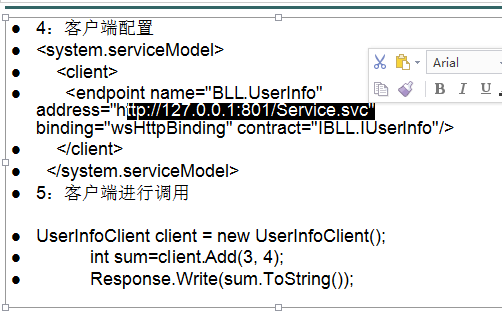 4：客户端配置
<system.serviceModel>
<client>
<endpoint name="BLL.UserInfo"
address="http://127.0.0.1:801/Service.svc"
binding="wsHttpBinding" contract="IBLL.IUserInfo"/>
</client>
</system.serviceModel>
5：客户端进行调用
UserInfoClient client = new UserInfoClient();
int sum=client.Add(3, 4);
Response.Write(sum.ToString());
Arial
B I U